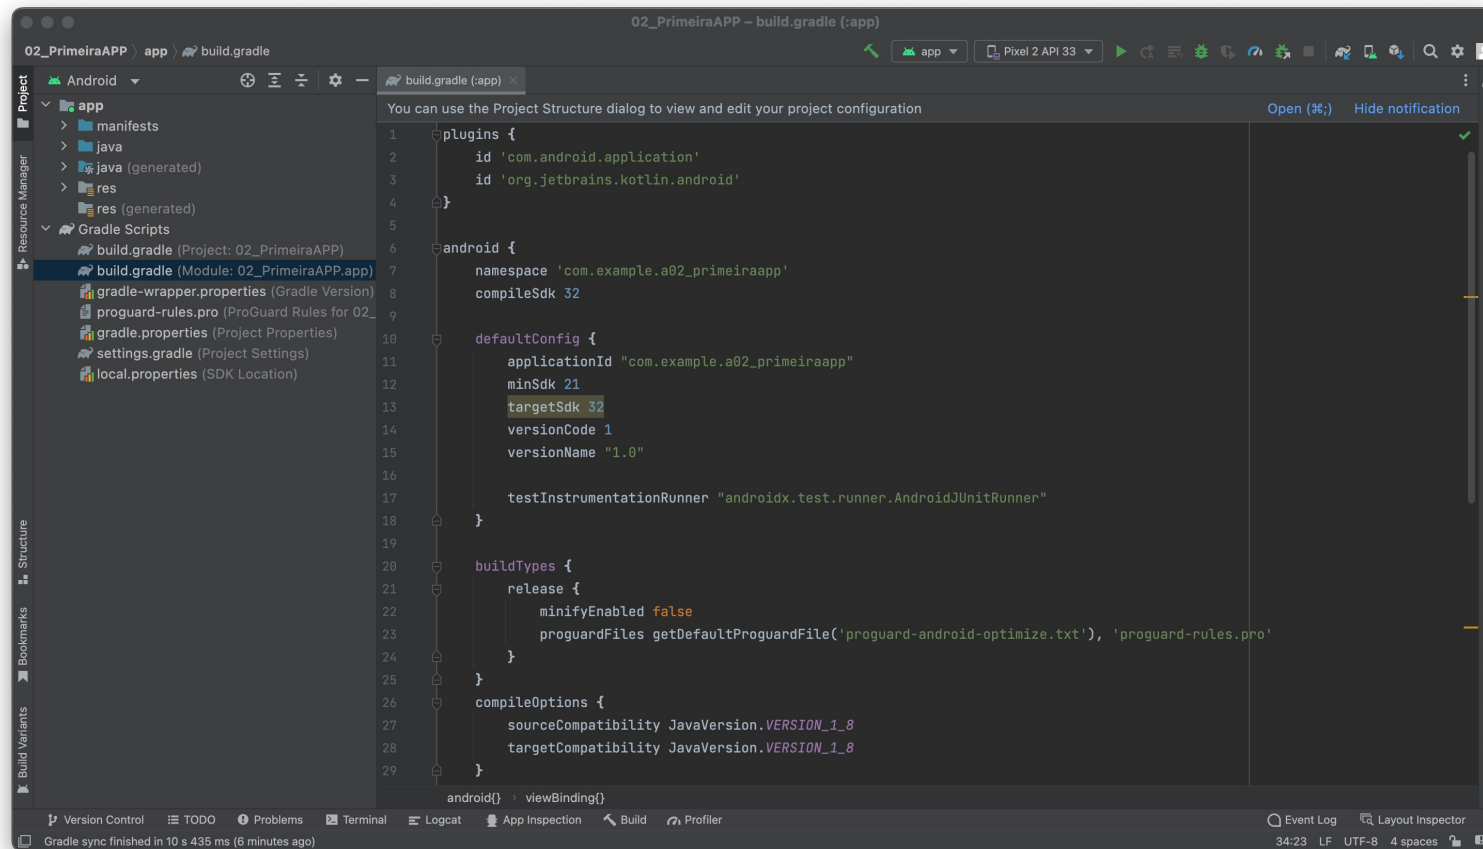 02_PrimeiraAPP – build.gradle (:app)
02_PrimeiraAPP app build.gradle
app
Pixel 2 API 33
Project
Resource Manager
Structure
Bookmarks
Build Variants
Android
app
manifests
java
java (generated)
res
res (generated)
Gradle Scripts
build.gradle (Project: 02_PrimeiraAPP)
build.gradle (Module: 02_PrimeiraAPP.app)
gradle-wrapper.properties (Gradle Version)
proguard-rules.pro (ProGuard Rules for 02_
gradle.properties (Project Properties)
settings.gradle (Project Settings)
local.properties (SDK Location)
build.gradle (:app)
You can use the Project Structure dialog to view and edit your project configuration
Open (⌘;) Hide notification
1 plugins {
2 id 'com.android.application'
3 id 'org.jetbrains.kotlin.android'
4 }
5
6 android {
7 namespace 'com.example.a02_primeiraapp'
8 compileSdk 32
9
10 defaultConfig {
11 applicationId "com.example.a02_primeiraapp"
12 minSdk 21
13 targetSdk 32
14 versionCode 1
15 versionName "1.0"
16
17 testInstrumentationRunner "androidx.test.runner.AndroidJUnitRunner"
18 }
19
20 buildTypes {
21 release {
22 minifyEnabled false
23 proguardFiles getDefaultProguardFile('proguard-android-optimize.txt'), 'proguard-rules.pro'
24 }
25 }
26 compileOptions {
27 sourceCompatibility JavaVersion.VERSION_1_8
28 targetCompatibility JavaVersion.VERSION_1_8
29 }
android{} viewBinding{}
Version Control TODO Problems Terminal Logcat App Inspection Build Profiler Event Log Layout Inspector
Gradle sync finished in 10 s 435 ms (6 minutes ago) 34:23 LF UTF-8 4 spaces